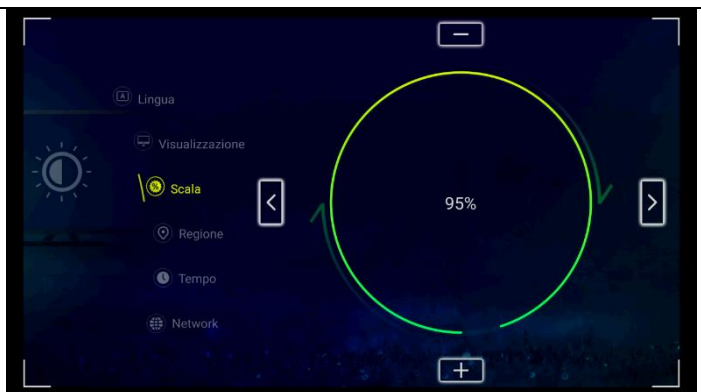 Lingua
Visualizzazione
Scala
Regione
Tempo
Network
95%